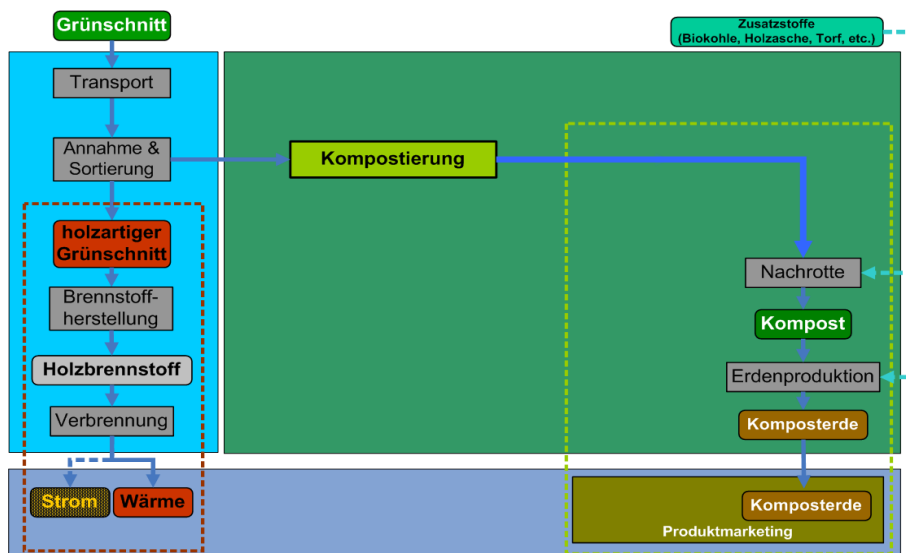 Grünschnitt
Zusatzstoffe
(Biokohle, Holzasche, Torf, etc.)
Transport
Annahme &
Sortierung
Kompostierung
holzartiger
Grünschnitt
Nachrotte
Brennstoff-
herstellung
Kompost
Holzbrennstoff
Erdenproduktion
Verbrennung
Komposterde
Strom
Wärme
Komposterde
Produktmarketing